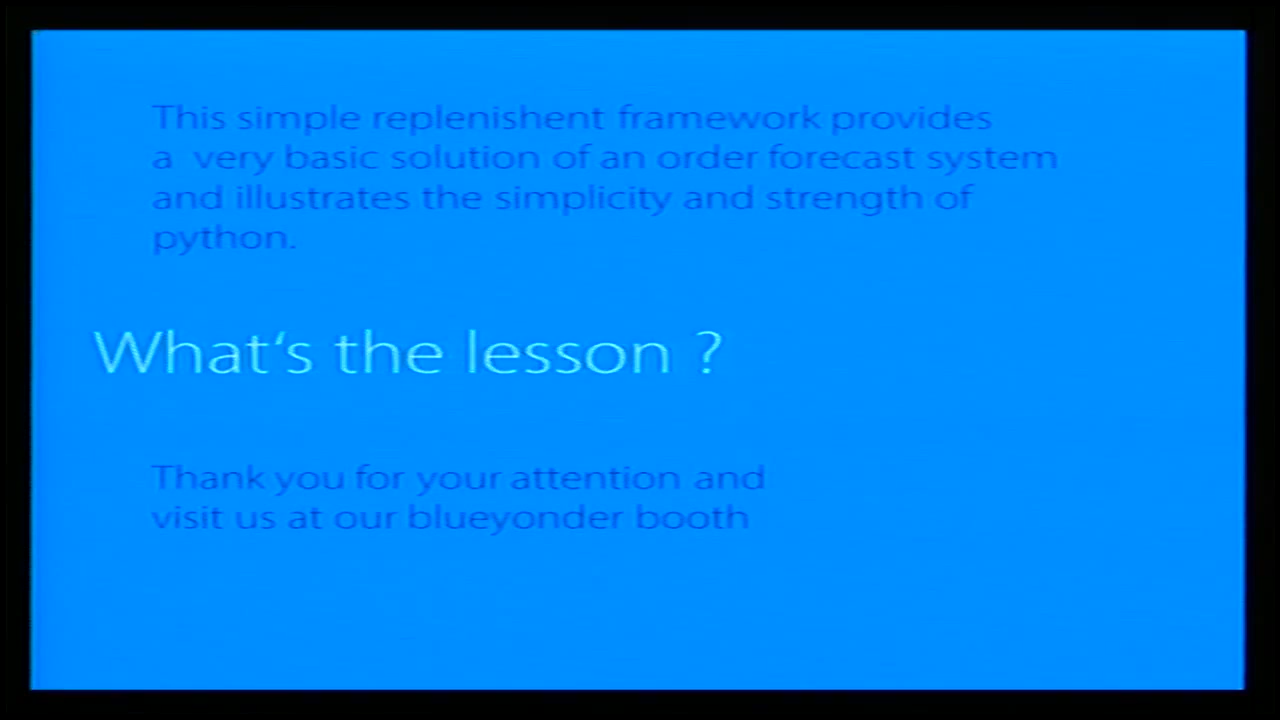 This simple replenishent framework provides
a  very basic solution of an order forecast system
and illustrates the simplicity and strength of
python.
What‘s the lesson ?
Thank you for your attention and
visit us at our blueyonder booth